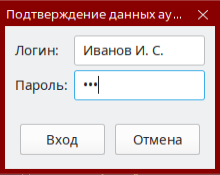 Подтверждение данных ау...
Логин: Иванов И. С.
Пароль: •••
Вход Отмена